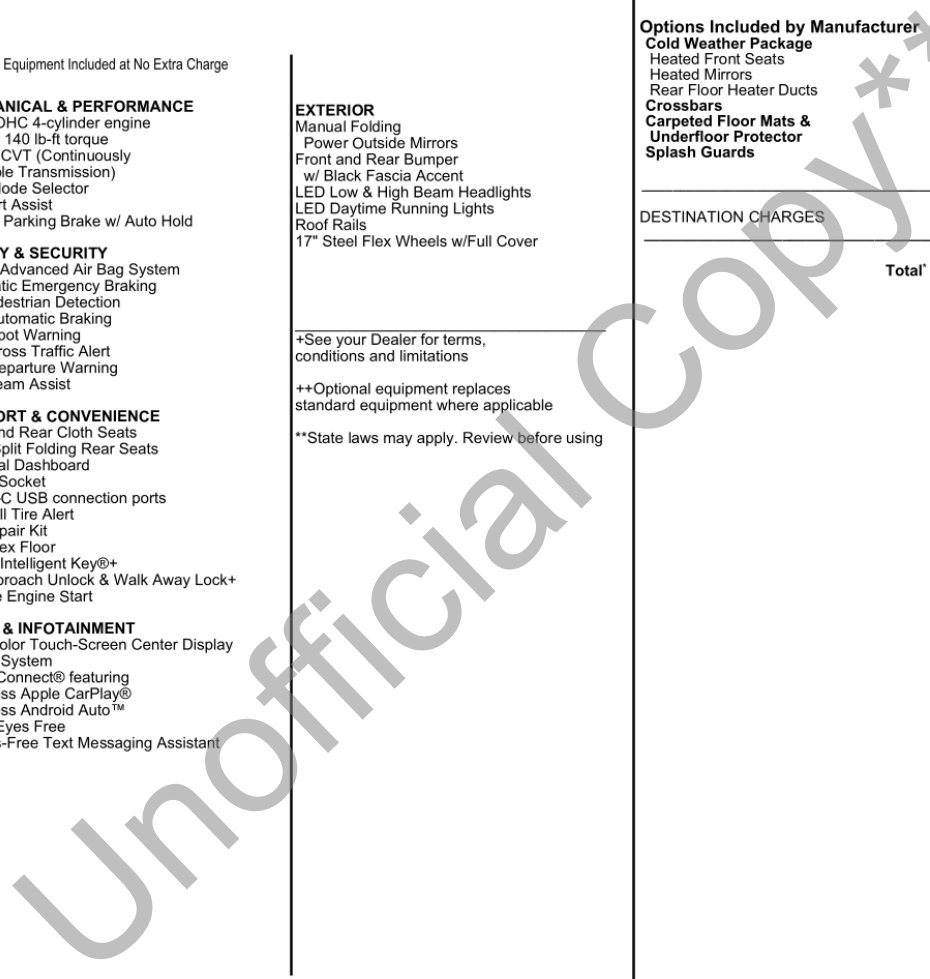 Equipment Included at No Extra Charge
ANICAL & PERFORMANCE
OHC 4-cylinder engine
140 lb-ft torque
CVT (Continuously
le Transmission)
ode Selector
rt Assist
Parking Brake w/ Auto Hold
Y & SECURITY
Advanced Air Bag System
tic Emergency Braking
destrian Detection
utomatic Braking
pot Warning
ross Traffic Alert
eparture Warning
eam Assist
ORT & CONVENIENCE
nd Rear Cloth Seats
Split Folding Rear Seats
al Dashboard
Socket
-C USB connection ports
ll Tire Alert
pair Kit
ex Floor
Intelligent Key®+
proach Unlock & Walk Away Lock+
e Engine Start
& INFOTAINMENT
olor Touch-Screen Center Display
System
Connect® featuring
ss Apple CarPlay®
ss Android Auto™
Eyes Free
s-Free Text Messaging Assistant
EXTERIOR
Manual Folding
Power Outside Mirrors
Front and Rear Bumper
w/ Black Fascia Accent
LED Low & High Beam Headlights
LED Daytime Running Lights
Roof Rails
17" Steel Flex Wheels w/Full Cover
+See your Dealer for terms,
conditions and limitations
++Optional equipment replaces
standard equipment where applicable
**State laws may apply. Review before using
Options Included by Manufacturer
Cold Weather Package
Heated Front Seats
Heated Mirrors
Rear Floor Heater Ducts
Crossbars
Carpeted Floor Mats &
Underfloor Protector
Splash Guards
DESTINATION CHARGES
Total*
Unofficial Copy**